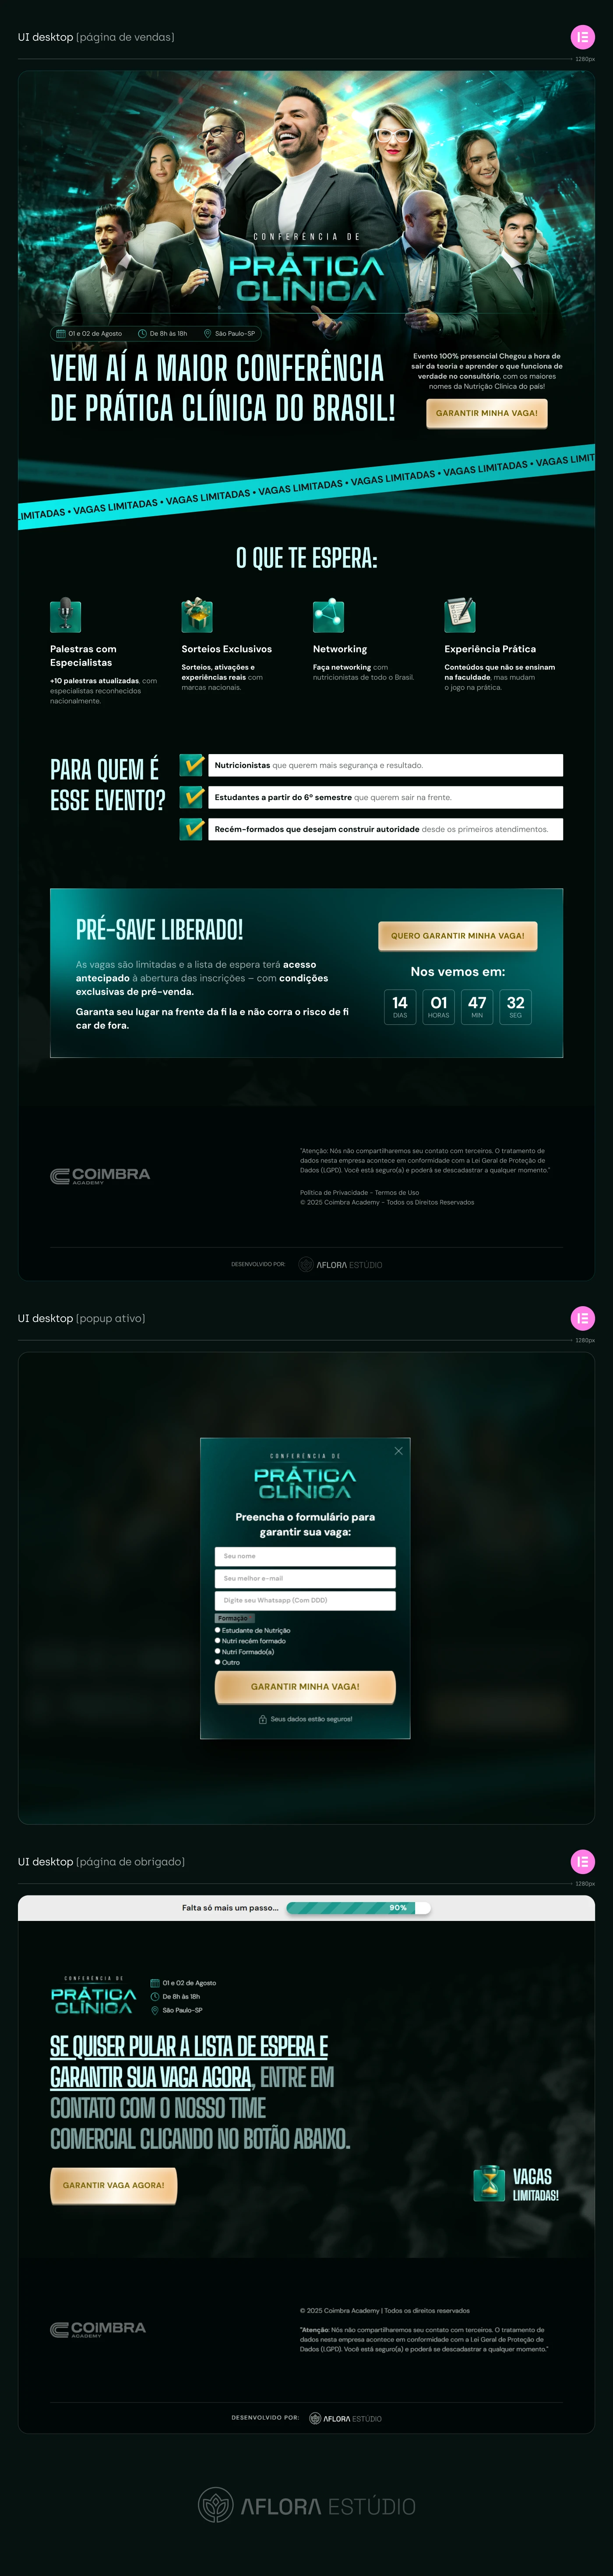 UI desktop [página de vendas]
1280px
CONFERÊNCIA DE
PRÁTICA
CLÍNICA
01 e 02 de Agosto
De 8h às 18h
São Paulo-SP
VEM AÍ A MAIOR CONFERÊNCIA
DE PRÁTICA CLÍNICA DO BRASIL!
Evento 100% presencial Chegou a hora de
sair da teoria e aprender o que funciona de
verdade no consultório, com os maiores
nomes da Nutrição Clínica do país!
GARANTIR MINHA VAGA!
LIMITADAS • VAGAS LIMITADAS • VAGAS LIMITADAS • VAGAS LIMITADAS • VAGAS LIMITADAS • VAGAS LIMIT
O QUE TE ESPERA:
Palestras com
Especialistas
+10 palestras atualizadas, com
especialistas reconhecidos
nacionalmente.
Sorteios Exclusivos
Sorteios, ativações e
experiências reais com
marcas nacionais.
Networking
Faça networking com
nutricionistas de todo o Brasil.
Experiência Prática
Conteúdos que não se ensinam
na faculdade, mas mudam
o jogo na prática.
PARA QUEM É
ESSE EVENTO?
Nutricionistas que querem mais segurança e resultado.
Estudantes a partir do 6º semestre que querem sair na frente.
Recém-formados que desejam construir autoridade desde os primeiros atendimentos.
PRÉ-SAVE LIBERADO!
As vagas são limitadas e a lista de espera terá acesso
antecipado à abertura das inscrições – com condições
exclusivas de pré-venda.
Garanta seu lugar na frente da fi la e não corra o risco de fi
car de fora.
QUERO GARANTIR MINHA VAGA!
Nos vemos em:
14 01 47 32
DIAS HORAS MIN SEG
COIMBRA
ACADEMY
"Atenção: Nós não compartilharemos seu contato com terceiros. O tratamento de
dados nesta empresa acontece em conformidade com a Lei Geral de Proteção de
Dados (LGPD). Você está seguro(a) e poderá se descadastrar a qualquer momento."
Política de Privacidade - Termos de Uso
© 2025 Coimbra Academy - Todos os Direitos Reservados
DESENVOLVIDO POR: AFLORA ESTÚDIO
UI desktop [popup ativo]
1280px
CONFERÊNCIA DE
PRÁTICA
CLÍNICA
Preencha o formulário para
garantir sua vaga:
Seu nome
Seu melhor e-mail
Digite seu Whatsapp (Com DDD)
Formação
Estudante de Nutrição
Nutri recém formado
Nutri Formado(a)
Outro
GARANTIR MINHA VAGA!
Seus dados estão seguros!
UI desktop [página de obrigado]
1280px
Falta só mais um passo... 90%
CONFERÊNCIA DE
PRÁTICA
CLÍNICA
01 e 02 de Agosto
De 8h às 18h
São Paulo-SP
SE QUISER PULAR A LISTA DE ESPERA E
GARANTIR SUA VAGA AGORA, ENTRE EM
CONTATO COM O NOSSO TIME
COMERCIAL CLICANDO NO BOTÃO ABAIXO.
GARANTIR VAGA AGORA!
VAGAS
LIMITADAS!
COIMBRA
ACADEMY
© 2025 Coimbra Academy | Todos os direitos reservados
"Atenção: Nós não compartilharemos seu contato com terceiros. O tratamento de
dados nesta empresa acontece em conformidade com a Lei Geral de Proteção de
Dados (LGPD). Você está seguro(a) e poderá se descadastrar a qualquer momento."
DESENVOLVIDO POR: AFLORA ESTÚDIO
AFLORA ESTÚDIO